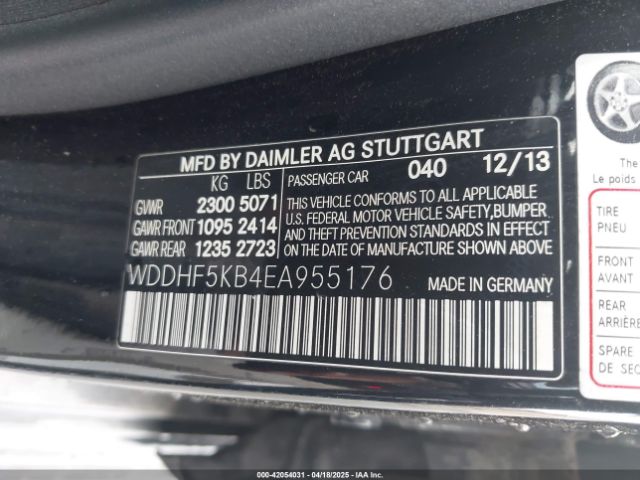 MFD BY DAIMLER AG STUTTGART
KG LBS
GVWR 2300 5071
GAWR FRONT 1095 2414
GAWR REAR 1235 2723
PASSENGER CAR 040 12/13
THIS VEHICLE CONFORMS TO ALL APPLICABLE
U.S. FEDERAL MOTOR VEHICLE SAFETY, BUMPER
AND THEFT PREVENTION STANDARDS IN EFFECT
ON THE DATE OF MANUFACTURE SHOWN ABOVE
WDDHF5KB4EA955176 MADE IN GERMANY
The
Le poids
TIRE
PNEU
FRONT
AVANT
REAR
ARRIÈRE
SPARE
DE SEC
000-42054031 - 04/18/2025 - IAAI.COM